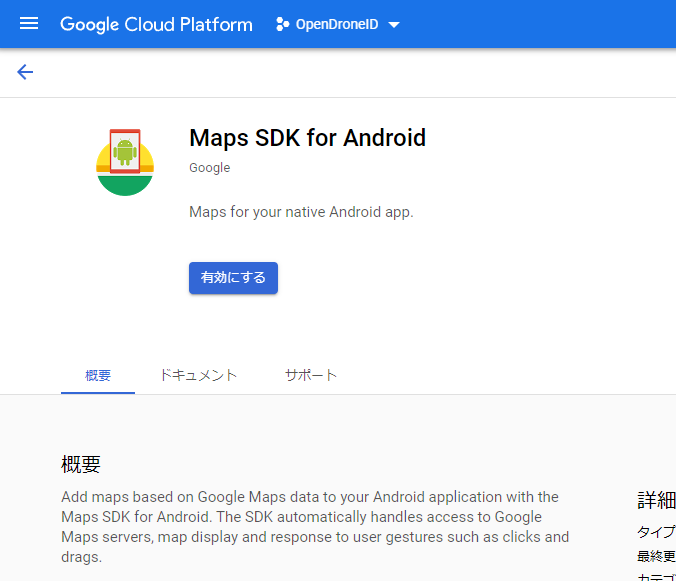 Google Cloud Platform OpenDroneID
Maps SDK for Android
Google
Maps for your native Android app.
有効にする
概要 ドキュメント サポート
概要
Add maps based on Google Maps data to your Android application with the
Maps SDK for Android. The SDK automatically handles access to Google
Maps servers, map display and response to user gestures such as clicks and
drags.
詳細
タイプ
最終更
カテゴ